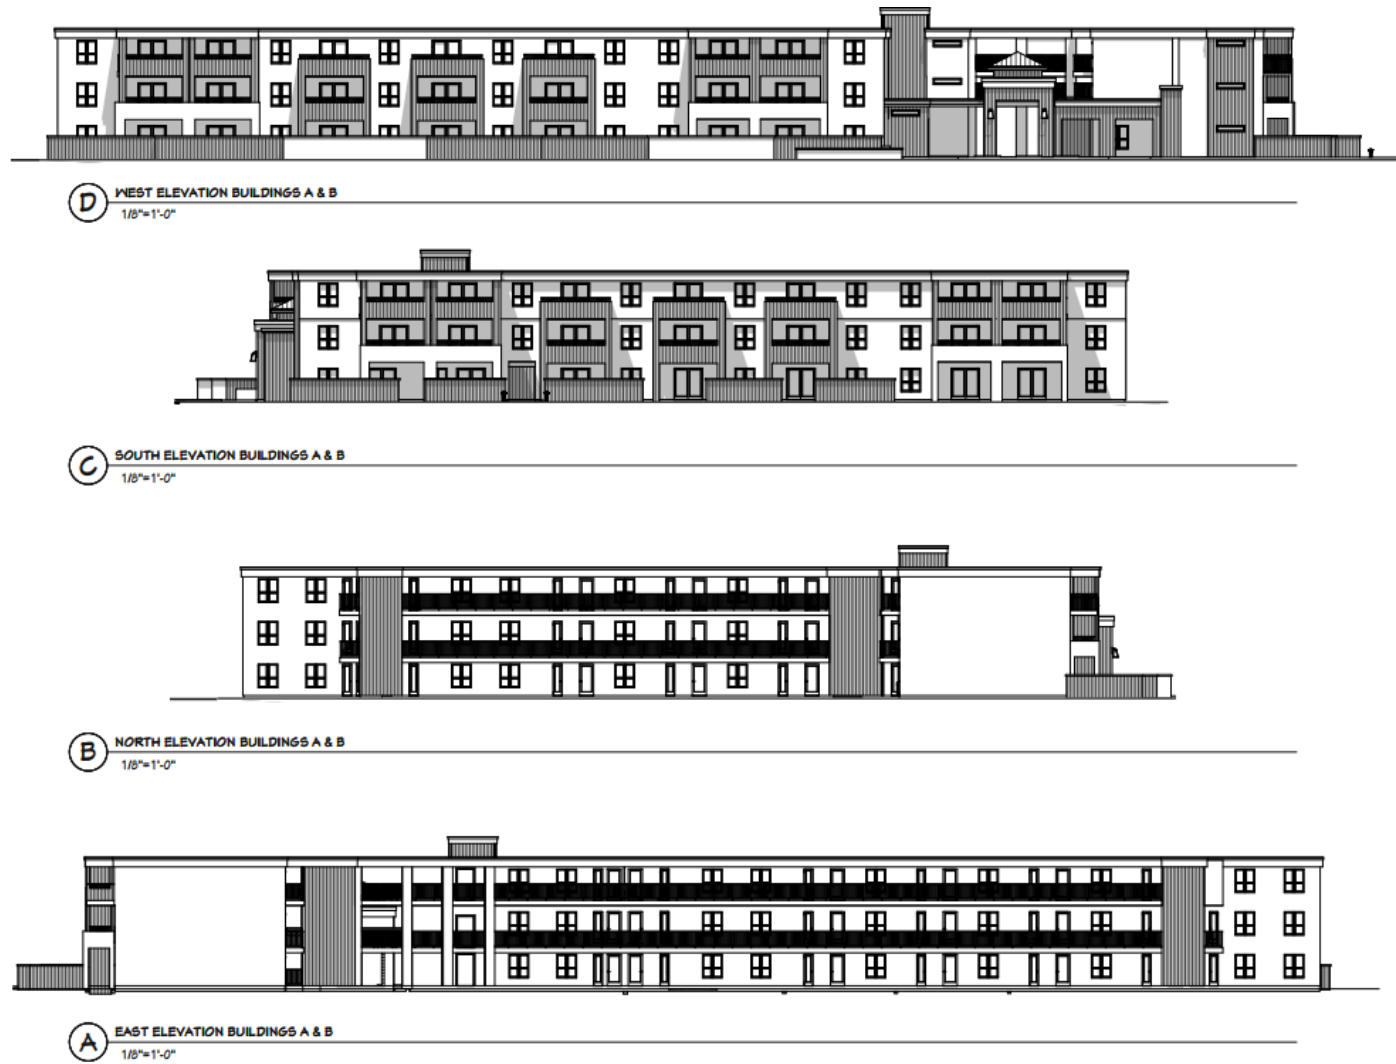 D
WEST ELEVATION BUILDINGS A & B
1/8"=1'-0"
C
SOUTH ELEVATION BUILDINGS A & B
1/8"=1'-0"
B
NORTH ELEVATION BUILDINGS A & B
1/8"=1'-0"
A
EAST ELEVATION BUILDINGS A & B
1/8"=1'-0"